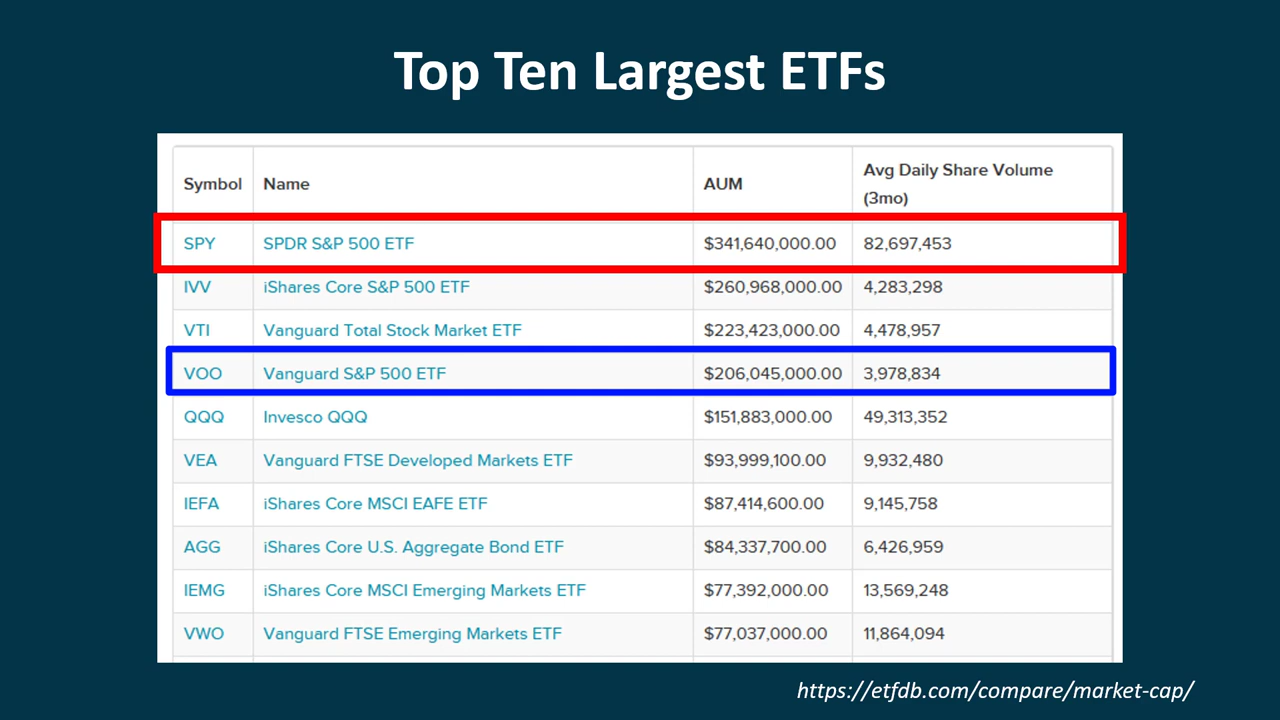 Top Ten Largest ETFs
Symbol Name AUM Avg Daily Share Volume (3mo)
SPY SPDR S&P 500 ETF $341,640,000.00 82,697,453
IVV iShares Core S&P 500 ETF $260,968,000.00 4,283,298
VTI Vanguard Total Stock Market ETF $223,423,000.00 4,478,957
VOO Vanguard S&P 500 ETF $206,045,000.00 3,978,834
QQQ Invesco QQQ $151,883,000.00 49,313,352
VEA Vanguard FTSE Developed Markets ETF $93,999,100.00 9,932,480
IEFA iShares Core MSCI EAFE ETF $87,414,600.00 9,145,758
AGG iShares Core U.S. Aggregate Bond ETF $84,337,700.00 6,426,959
IEMG iShares Core MSCI Emerging Markets ETF $77,392,000.00 13,569,248
VWO Vanguard FTSE Emerging Markets ETF $77,037,000.00 11,864,094
https://etfdb.com/compare/market-cap/